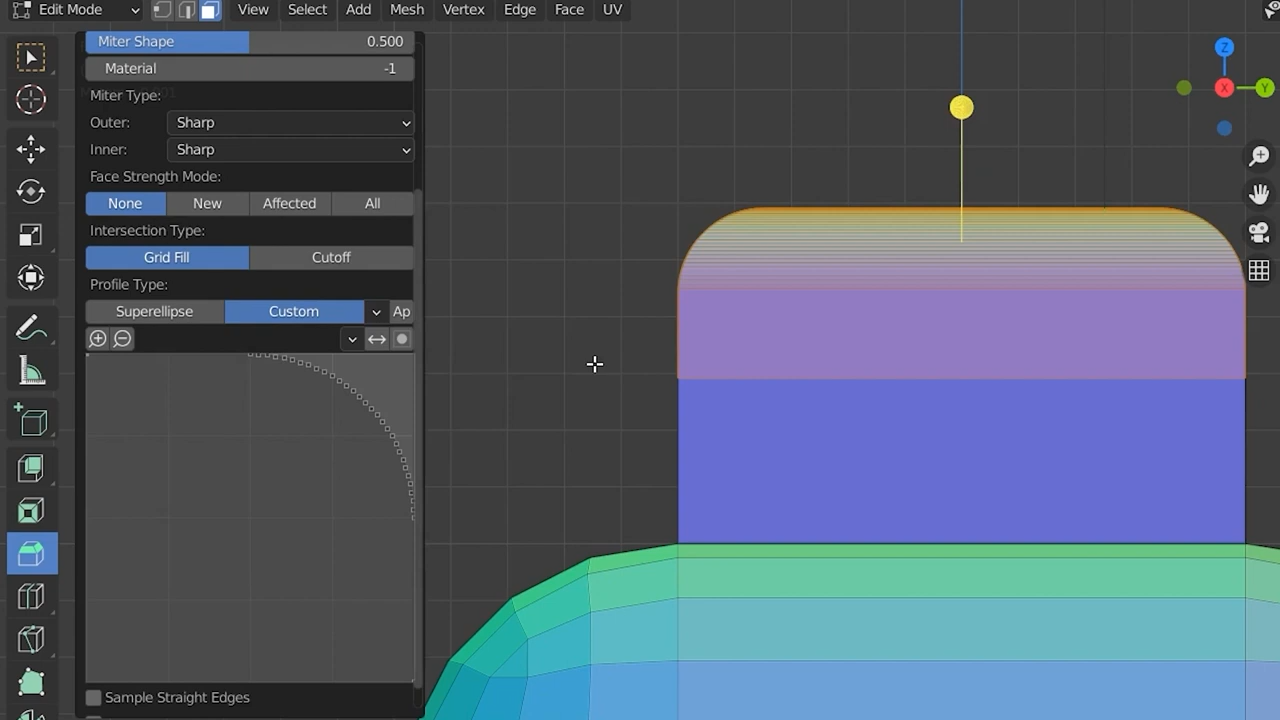 Edit Mode View Select Add Mesh Vertex Edge Face UV
Miter Shape 0.500
Material -1
Miter Type:
Outer: Sharp
Inner: Sharp
Face Strength Mode:
None New Affected All
Intersection Type:
Grid Fill Cutoff
Profile Type:
Superellipse Custom Ap
Sample Straight Edges
Z
X Y